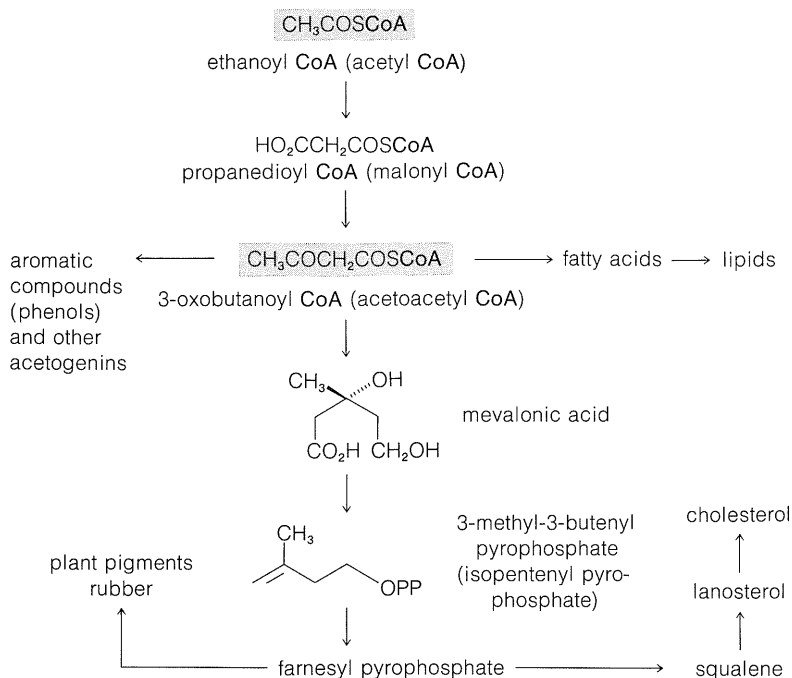 CH₃COSCoA
ethanoyl CoA (acetyl CoA)
HO₂CCH₂COSCoA
propanedioyl CoA (malonyl CoA)
aromatic
compounds
(phenols)
and other
acetogenins
CH₃COCH₂COSCoA
3-oxobutanoyl CoA (acetoacetyl CoA)
fatty acids
lipids
CH₃
OH
CO₂H
CH₂OH
mevalonic acid
CH₃
OPP
3-methyl-3-butenyl
pyrophosphate
(isopentenyl pyro-
phosphate)
plant pigments
rubber
farnesyl pyrophosphate
squalene
lanosterol
cholesterol